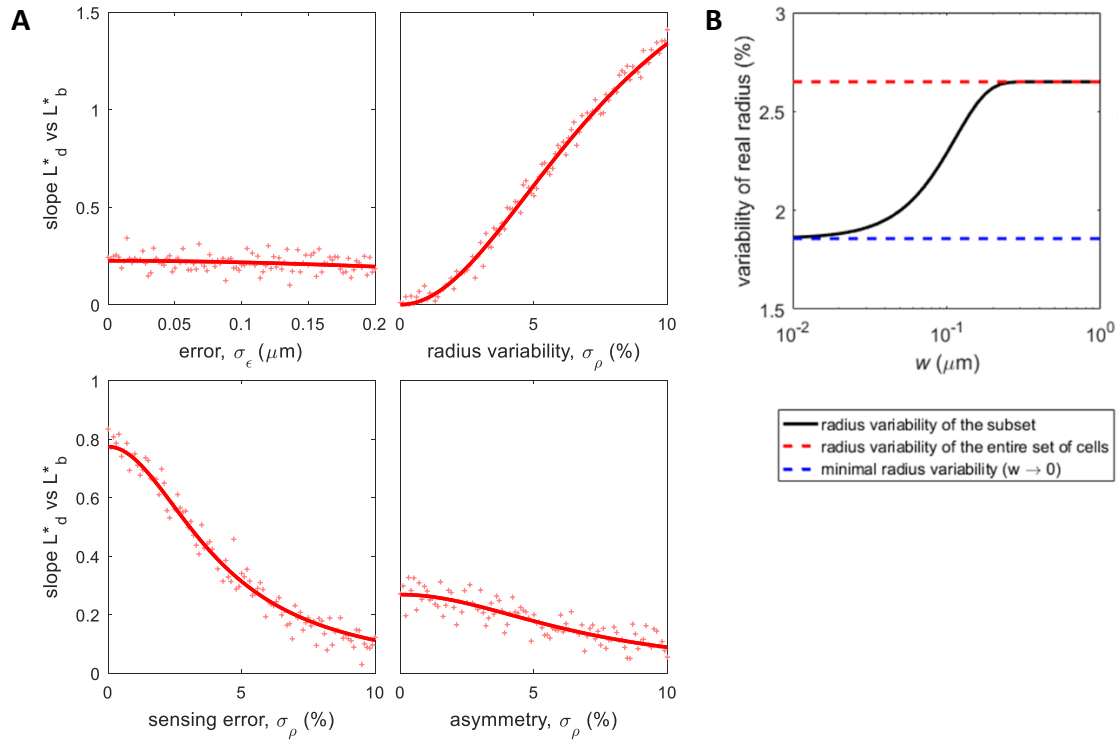 A
1.5
1
0.5
0
slope L*d vs L*b
0 0.05 0.1 0.15 0.2
error, σϵ (μm)
0 5 10
radius variability, σρ (%)
B
3
2.5
2
1.5
variability of real radius (%)
10-2 10-1 100
w (μm)
radius variability of the subset
radius variability of the entire set of cells
minimal radius variability (w → 0)
1
0.8
0.6
0.4
0.2
0
slope L*d vs L*b
0 5 10
sensing error, σρ (%)
0 5 10
asymmetry, σρ (%)